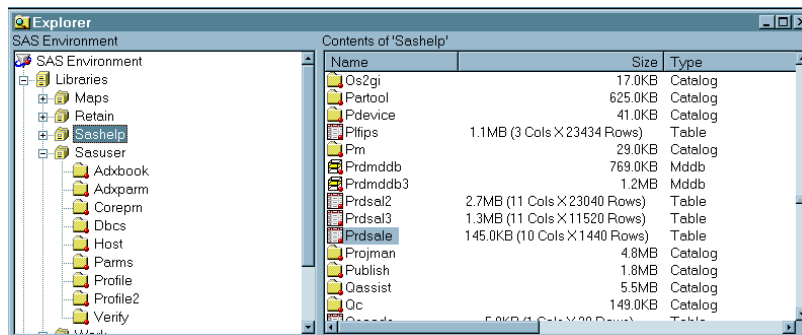 Explorer
SAS Environment
Contents of 'Sashelp'
SAS Environment
Libraries
Maps
Retain
Sashelp
Sasuser
Adxbook
Adxparm
Coreprn
Dbcs
Host
Parms
Profile
Profile2
Verify
Work
Name Size Type
Os2gi 17.0KB Catalog
Partool 625.0KB Catalog
Pdevice 41.0KB Catalog
Plfips 1.1MB (3 Cols X 23434 Rows) Table
Pm 29.0KB Catalog
Prdmddb 769.0KB Mddb
Prdmddb3 1.2MB Mddb
Prdsal2 2.7MB (11 Cols X 23040 Rows) Table
Prdsal3 1.3MB (11 Cols X 11520 Rows) Table
Prdsale 145.0KB (10 Cols X 1440 Rows) Table
Projman 4.8MB Catalog
Publish 1.8MB Catalog
Qassist 5.5MB Catalog
Qc 149.0KB Catalog